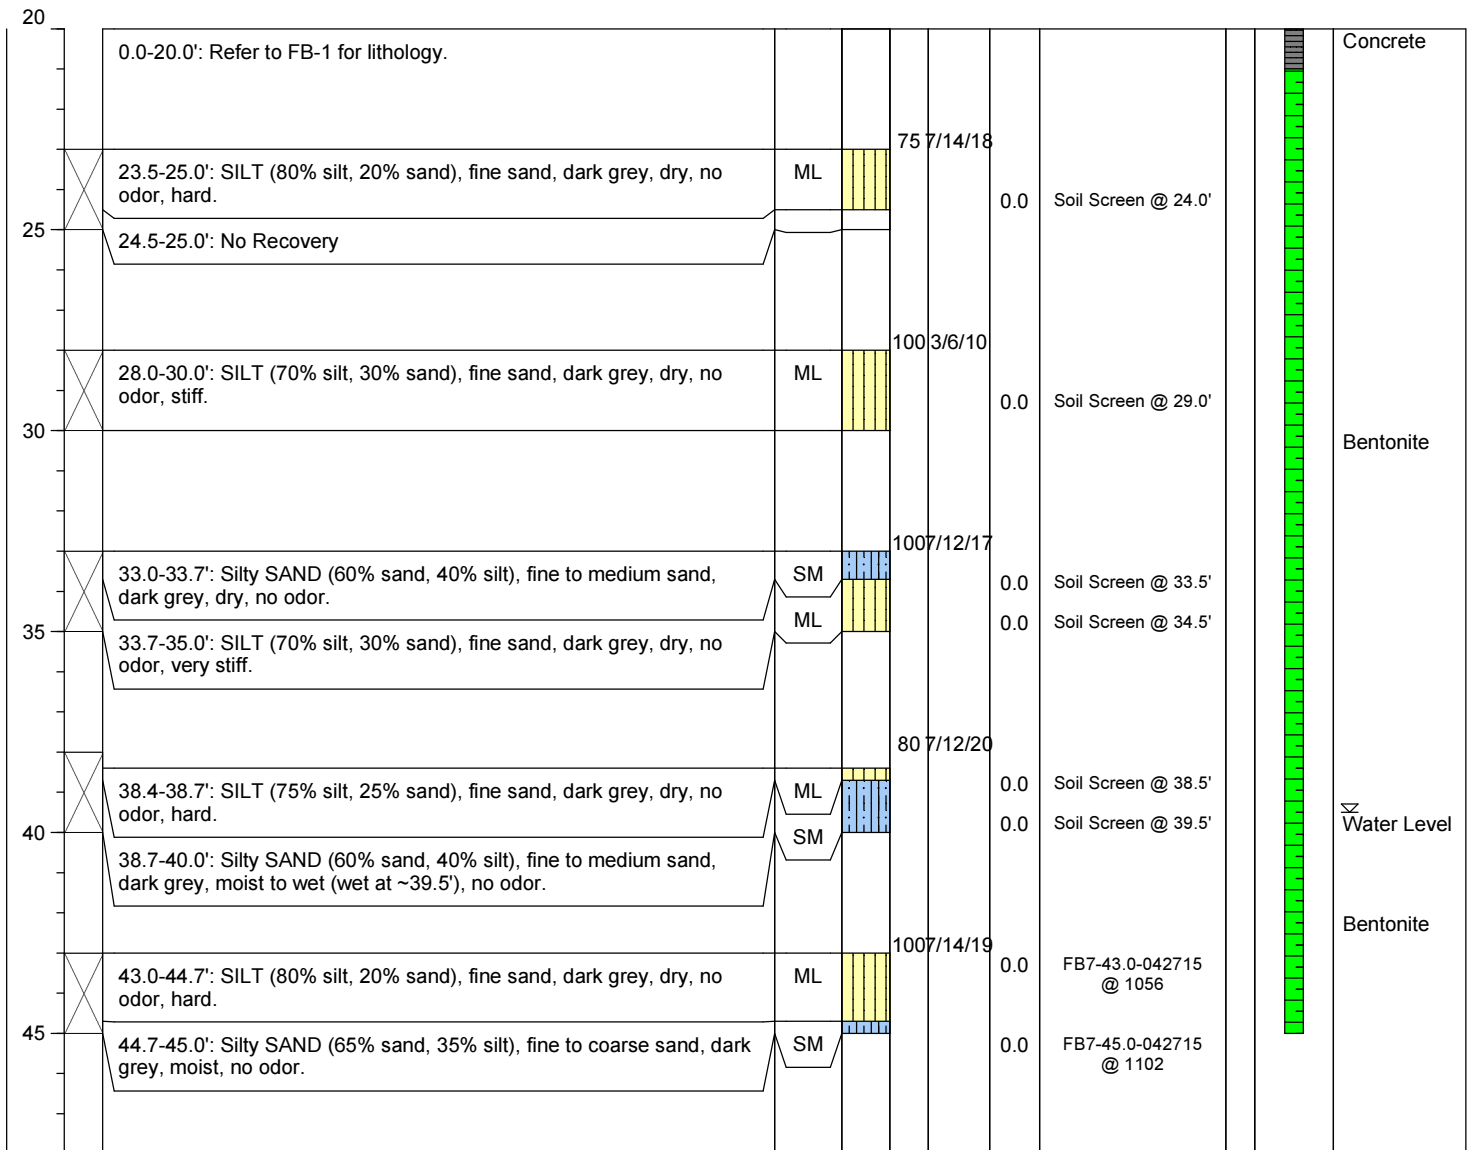 20
0.0-20.0': Refer to FB-1 for lithology.
Concrete
75 7/14/18
23.5-25.0': SILT (80% silt, 20% sand), fine sand, dark grey, dry, no
odor, hard.
ML
0.0
Soil Screen @ 24.0'
25
24.5-25.0': No Recovery
100 3/6/10
28.0-30.0': SILT (70% silt, 30% sand), fine sand, dark grey, dry, no
odor, stiff.
ML
0.0
Soil Screen @ 29.0'
30
Bentonite
100 7/12/17
33.0-33.7': Silty SAND (60% sand, 40% silt), fine to medium sand,
dark grey, dry, no odor.
SM
0.0
Soil Screen @ 33.5'
ML
0.0
Soil Screen @ 34.5'
35
33.7-35.0': SILT (70% silt, 30% sand), fine sand, dark grey, dry, no
odor, very stiff.
80 7/12/20
38.4-38.7': SILT (75% silt, 25% sand), fine sand, dark grey, dry, no
odor, hard.
ML
0.0
Soil Screen @ 38.5'
SM
0.0
Soil Screen @ 39.5'
Water Level
40
38.7-40.0': Silty SAND (60% sand, 40% silt), fine to medium sand,
dark grey, moist to wet (wet at ~39.5'), no odor.
Bentonite
100 7/14/19
43.0-44.7': SILT (80% silt, 20% sand), fine sand, dark grey, dry, no
odor, hard.
ML
0.0
FB7-43.0-042715
@ 1056
45
44.7-45.0': Silty SAND (65% sand, 35% silt), fine to coarse sand, dark
grey, moist, no odor.
SM
0.0
FB7-45.0-042715
@ 1102